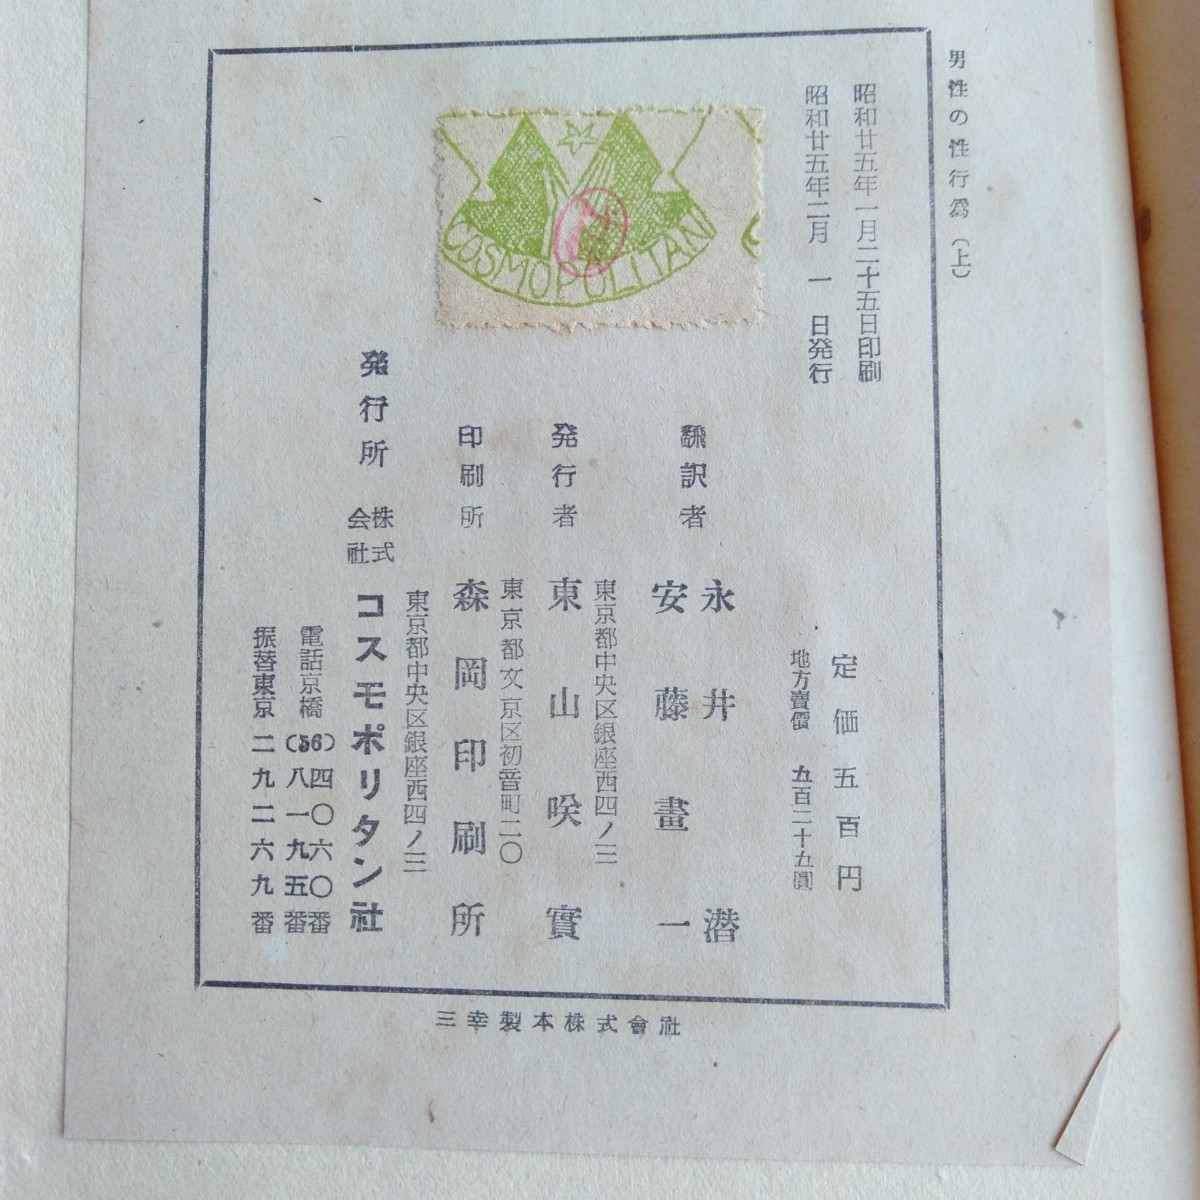 男性の性行為(上)
昭和廿五年一月二十五日印刷
昭和廿五年二月 一 日発行
COSMOPOLITAN
定価五百円
地方賣價 五百二十五圓
翻訳者 永井 潜
安藤畫一
東京都中央区銀座西四ノ三
発行者 東山咲實
東京都文京区初音町二〇
印刷所 森岡印刷所
東京都中央区銀座西四ノ三
発行所 株式会社 コスモポリタン社
電話京橋(56)四〇六〇番
八一九五番
振替東京二九二六九番
三幸製本株式會社